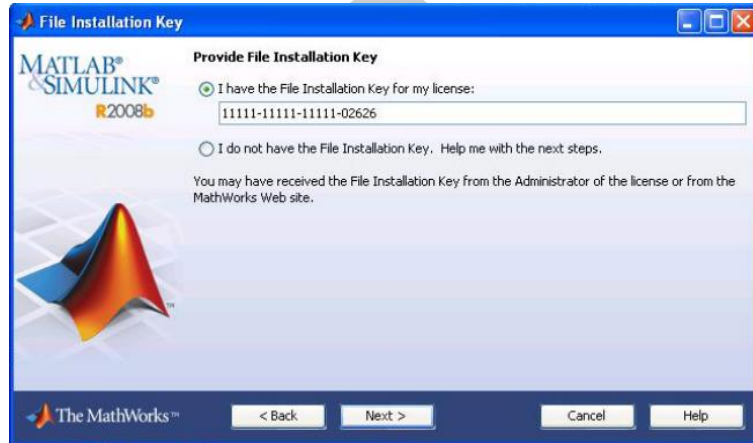 File Installation Key
MATLAB®
&SIMULINK®
R2008b
Provide File Installation Key
I have the File Installation Key for my license:
11111-11111-11111-02626
I do not have the File Installation Key. Help me with the next steps.
You may have received the File Installation Key from the Administrator of the license or from the
MathWorks Web site.
TM
The MathWorks™
< Back
Next >
Cancel
Help